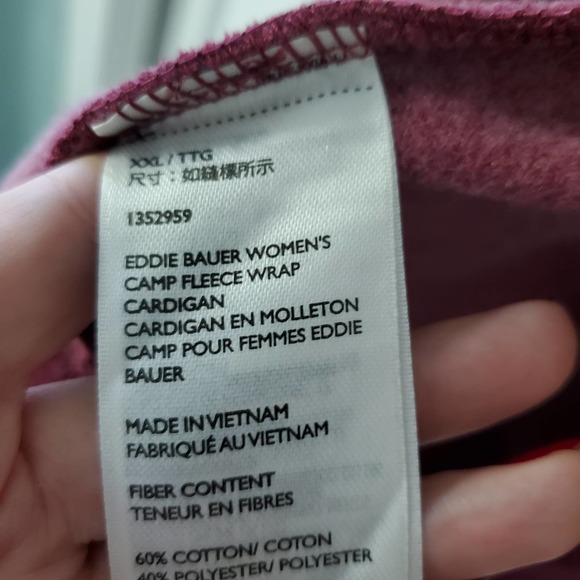 XXL / TTG
尺寸：如縫標所示
1352959
EDDIE BAUER WOMEN'S
CAMP FLEECE WRAP
CARDIGAN
CARDIGAN EN MOLLETON
CAMP POUR FEMMES EDDIE
BAUER
MADE IN VIETNAM
FABRIQUÉ AU VIETNAM
FIBER CONTENT
TENEUR EN FIBRES
60% COTTON/ COTON
40% POLYESTER/ POLYESTER